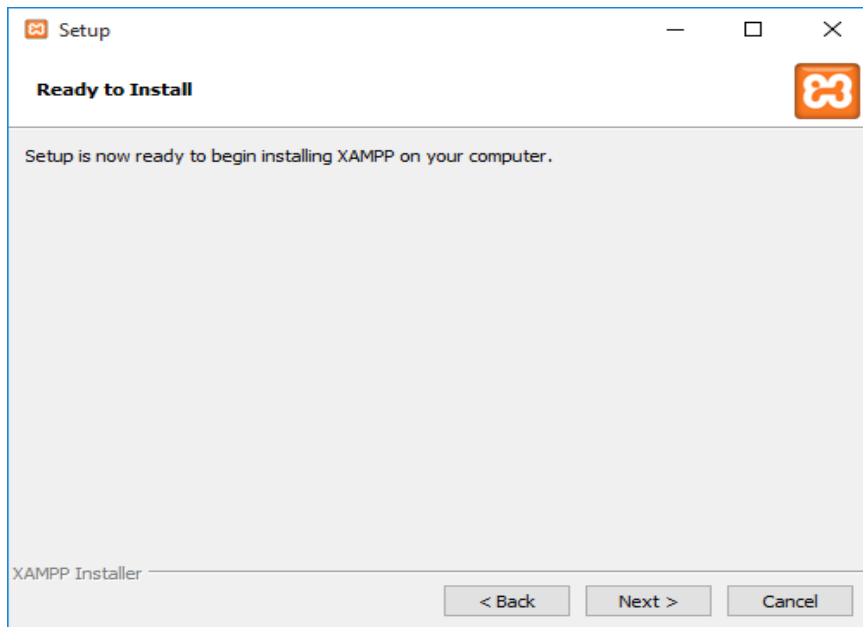 Setup
Ready to Install
Setup is now ready to begin installing XAMPP on your computer.
XAMPP Installer
< Back
Next >
Cancel